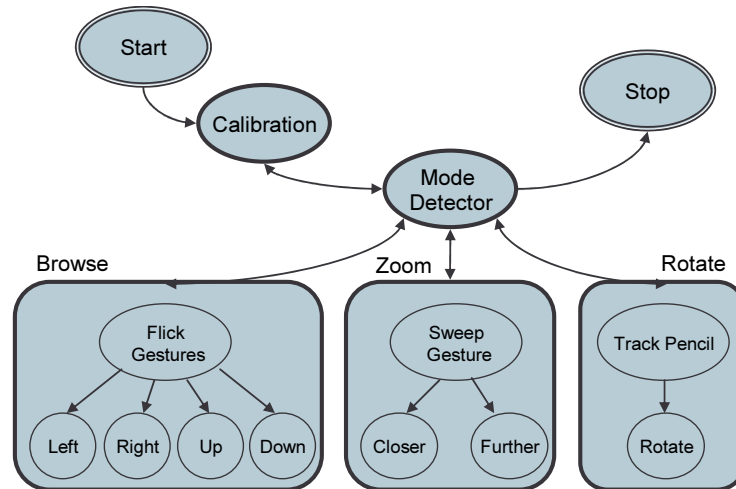 Start
Stop
Calibration
Mode
Detector
Browse
Zoom
Rotate
Flick
Gestures
Sweep
Gesture
Track Pencil
Left
Right
Up
Down
Closer
Further
Rotate